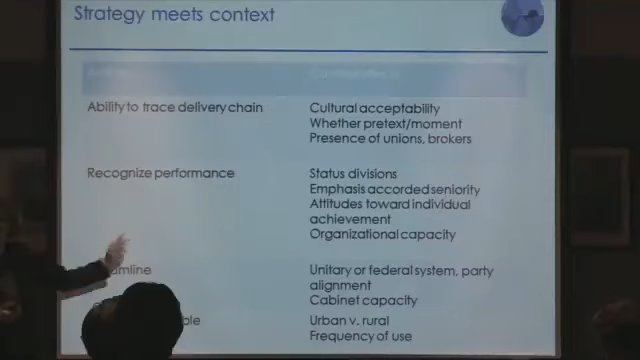 Strategy meets context
Ability to trace delivery chain
Cultural acceptability
Whether pretext/moment
Presence of unions, brokers
Recognize performance
Status divisions
Emphasis accorded seniority
Attitudes toward individual
achievement
Organizational capacity
Unitary or federal system, party
alignment
Cabinet capacity
Urban v. rural
Frequency of use